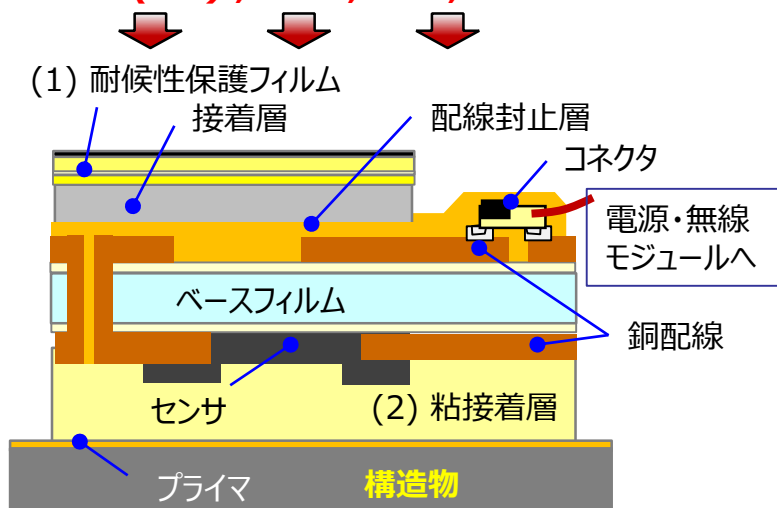 (1) 耐候性保護フィルム
接着層
配線封止層
コネクタ
電源・無線
モジュールへ
ベースフィルム
銅配線
センサ
(2) 粘接着層
プライマ
構造物